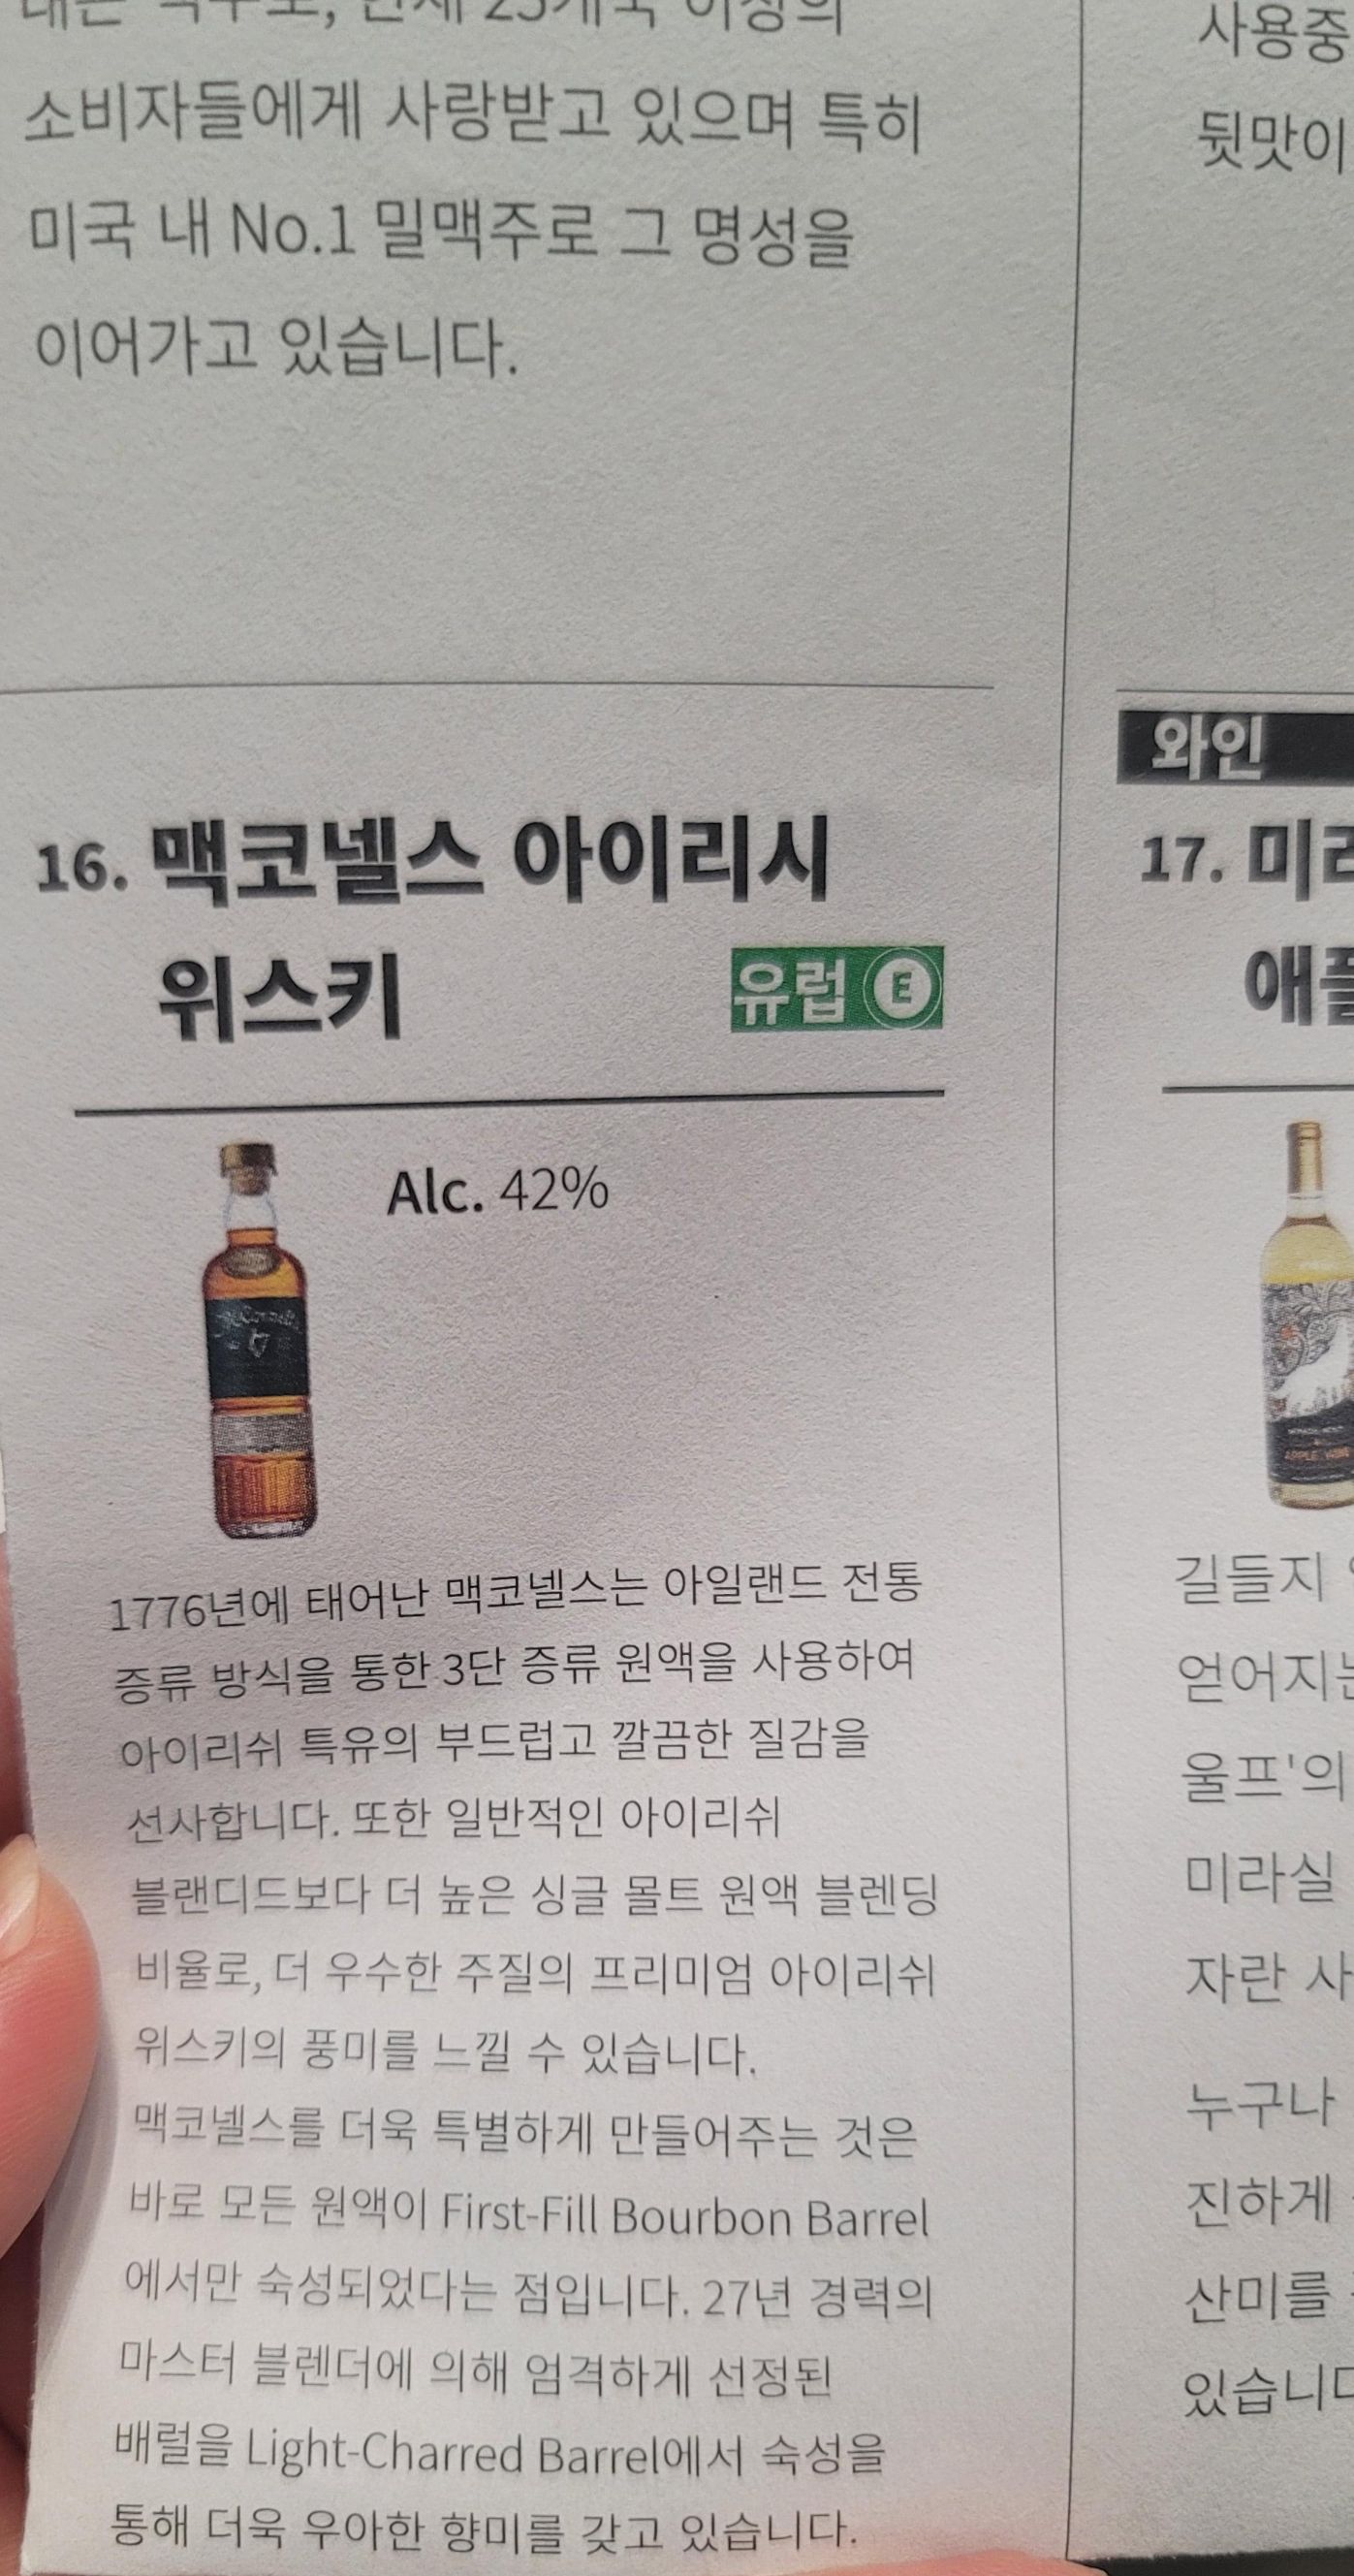 소비자들에게 사랑받고 있으며 특히
미국 내 No.1 밀맥주로 그 명성을
이어가고 있습니다.
16. 맥코넬스 아이리시
위스키
유럽 E
Alc. 42%
1776년에 태어난 맥코넬스는 아일랜드 전통
증류 방식을 통한 3단 증류 원액을 사용하여
아이리쉬 특유의 부드럽고 깔끔한 질감을
선사합니다. 또한 일반적인 아이리쉬
블랜디드보다 더 높은 싱글 몰트 원액 블렌딩
비율로, 더 우수한 주질의 프리미엄 아이리쉬
위스키의 풍미를 느낄 수 있습니다.
맥코넬스를 더욱 특별하게 만들어주는 것은
바로 모든 원액이 First-Fill Bourbon Barrel
에서만 숙성되었다는 점입니다. 27년 경력의
마스터 블렌더에 의해 엄격하게 선정된
배럴을 Light-Charred Barrel에서 숙성을
통해 더욱 우아한 향미를 갖고 있습니다.
사용중
뒷맛이
와인
17.
길들지
울프'의
미라실
자란
누구나
진하게
산미를